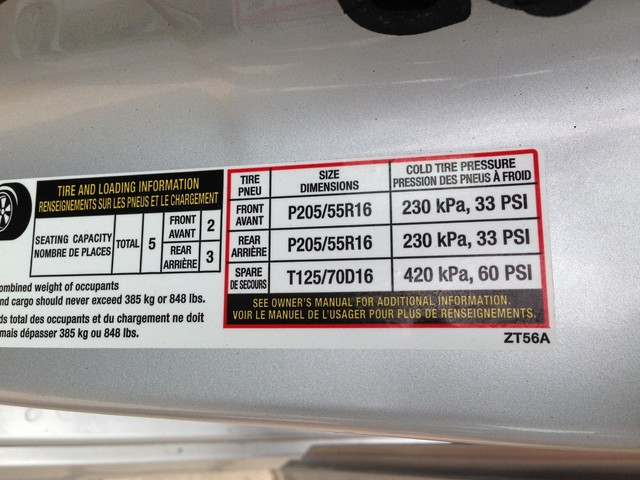 TIRE AND LOADING INFORMATION
RENSEIGNEMENTS SUR LES PNEUS ET LE CHARGEMENT
SEATING CAPACITY
NOMBRE DE PLACES
TOTAL
5
FRONT
AVANT
2
REAR
ARRIÈRE
3
combined weight of occupants
nd cargo should never exceed 385 kg or 848 lbs.
ds total des occupants et du chargement ne doit
mais dépasser 385 kg ou 848 lbs.
TIRE
PNEU
SIZE
DIMENSIONS
COLD TIRE PRESSURE
PRESSION DES PNEUS À FROID
FRONT
AVANT
P205/55R16
230 kPa, 33 PSI
REAR
ARRIÈRE
P205/55R16
230 kPa, 33 PSI
SPARE
DE SECOURS
T125/70D16
420 kPa, 60 PSI
SEE OWNER'S MANUAL FOR ADDITIONAL INFORMATION.
VOIR LE MANUEL DE L'USAGER POUR PLUS DE RENSEIGNEMENTS.
ZT56A